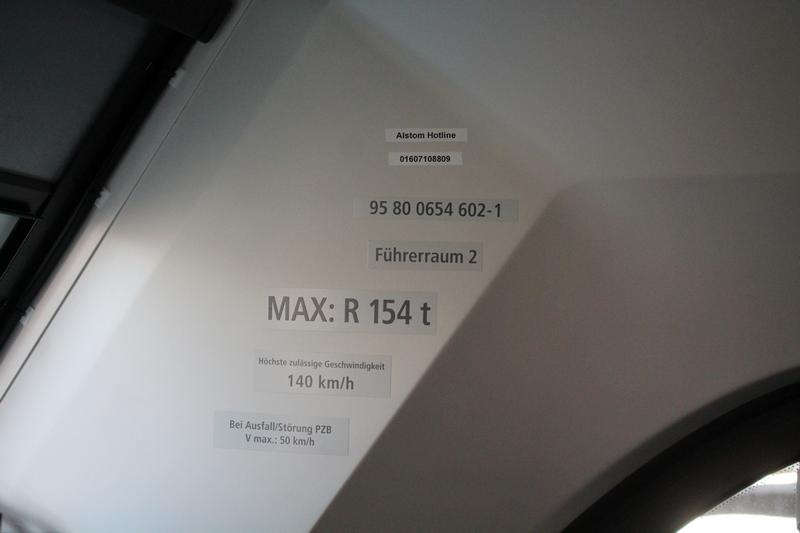 Alstom Hotline
01607108809
95 80 0654 602-1
Führerraum 2
MAX: R 154 t
Höchste zulässige Geschwindigkeit
140 km/h
Bei Ausfall/Störung PZB
V max.: 50 km/h